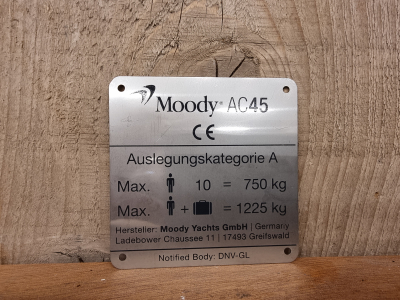 Moody® AC45
CE
Auslegungskategorie A
Max. 10 = 750 kg
Max. + = 1225 kg
Hersteller: Moody Yachts GmbH | Germany
Ladebower Chaussee 11 | 17493 Greifswald
Notified Body: DNV-GL